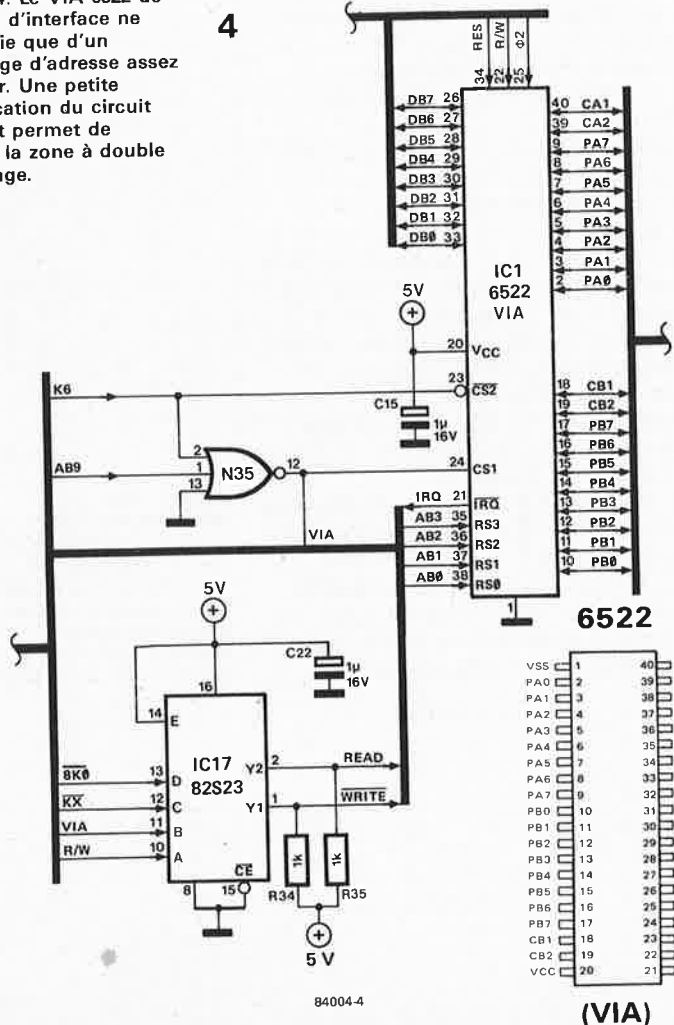 d'interface ne
ie que d'un
ge d'adresse assez
r. Une petite
cation du circuit
t permet de
la zone à double
age.
4
RES
R/W
Φ2
34
22
25
DB7 26
DB6 27
DB5 28
DB4 29
DB3 30
DB2 31
DB1 32
DB0 33
40 CA1
39 CA2
9 PA7
8 PA6
7 PA5
6 PA4
5 PA3
4 PA2
3 PA1
2 PA0
IC1
6522
VIA
5V
20 VCC
K6
23 CS2
C15
1µ
16V
18 CB1
19 CB2
17 PB7
16 PB6
15 PB5
14 PB4
13 PB3
12 PB2
11 PB1
10 PB0
AB9
2
1
13
N35
12
24 CS1
IRQ 21 IRQ
AB3 35 RS3
AB2 36 RS2
AB1 37 RS1
AB0 38 RS0
VIA
1
6522
5V
C22
1µ
16V
16
14 E
IC17
82S23
8K0 13 D
KX 12 C
VIA 11 B
R/W 10 A
Y2 2 READ
Y1 1 WRITE
CE
8
15
1k
1k
R34
R35
5 V
VSS 1 40
PA0 2 39
PA1 3 38
PA2 4 37
PA3 5 36
PA4 6 35
PA5 7 34
PA6 8 33
PA7 9 32
PB0 10 31
PB1 11 30
PB2 12 29
PB3 13 28
PB4 14 27
PB5 15 26
PB6 16 25
PB7 17 24
CB1 18 23
CB2 19 22
VCC 20 21
(VIA)
84004-4